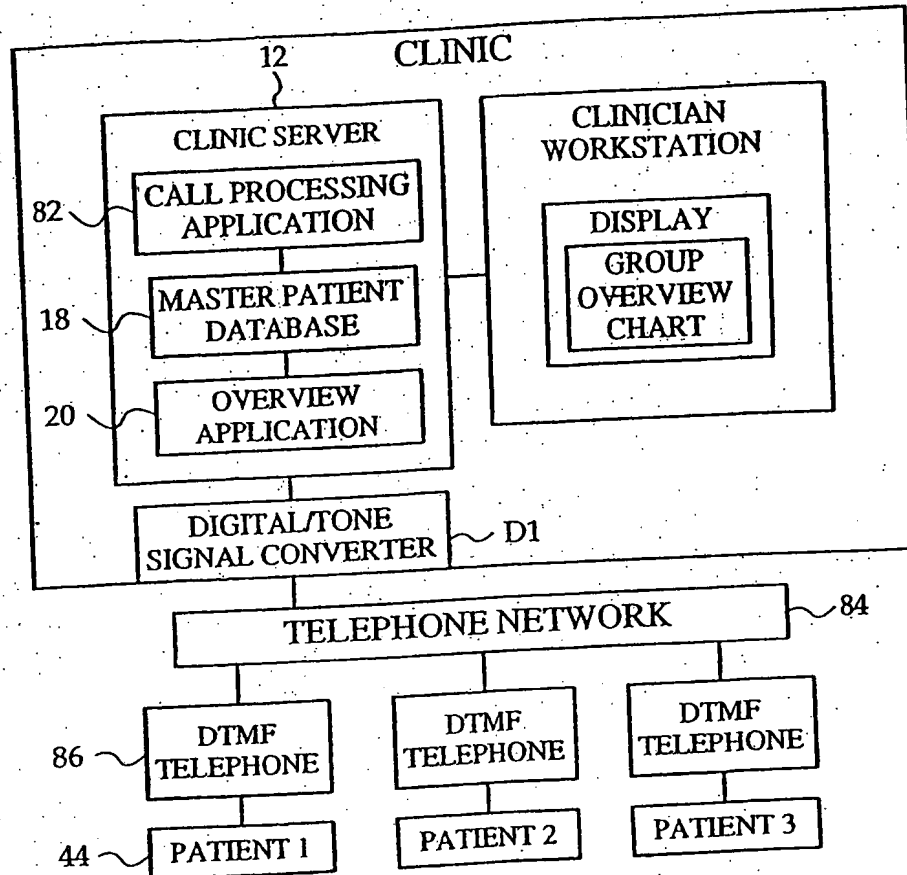 CLINIC
12
CLINIC SERVER
82
CALL PROCESSING
APPLICATION
18
MASTER PATIENT
DATABASE
20
OVERVIEW
APPLICATION
CLINICIAN
WORKSTATION
DISPLAY
GROUP
OVERVIEW
CHART
DIGITAL/TONE
SIGNAL CONVERTER
D1
TELEPHONE NETWORK
84
86
DTMF
TELEPHONE
DTMF
TELEPHONE
DTMF
TELEPHONE
44
PATIENT 1
PATIENT 2
PATIENT 3